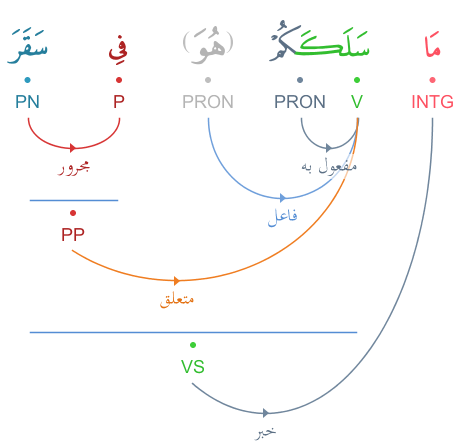 مَا سَلَكَكُمْ (هُوَ) فِي سَقَرَ
INTG V PRON PRON P PN
مجرور
مفعول به
فاعل
PP
متعلق
VS
خبر